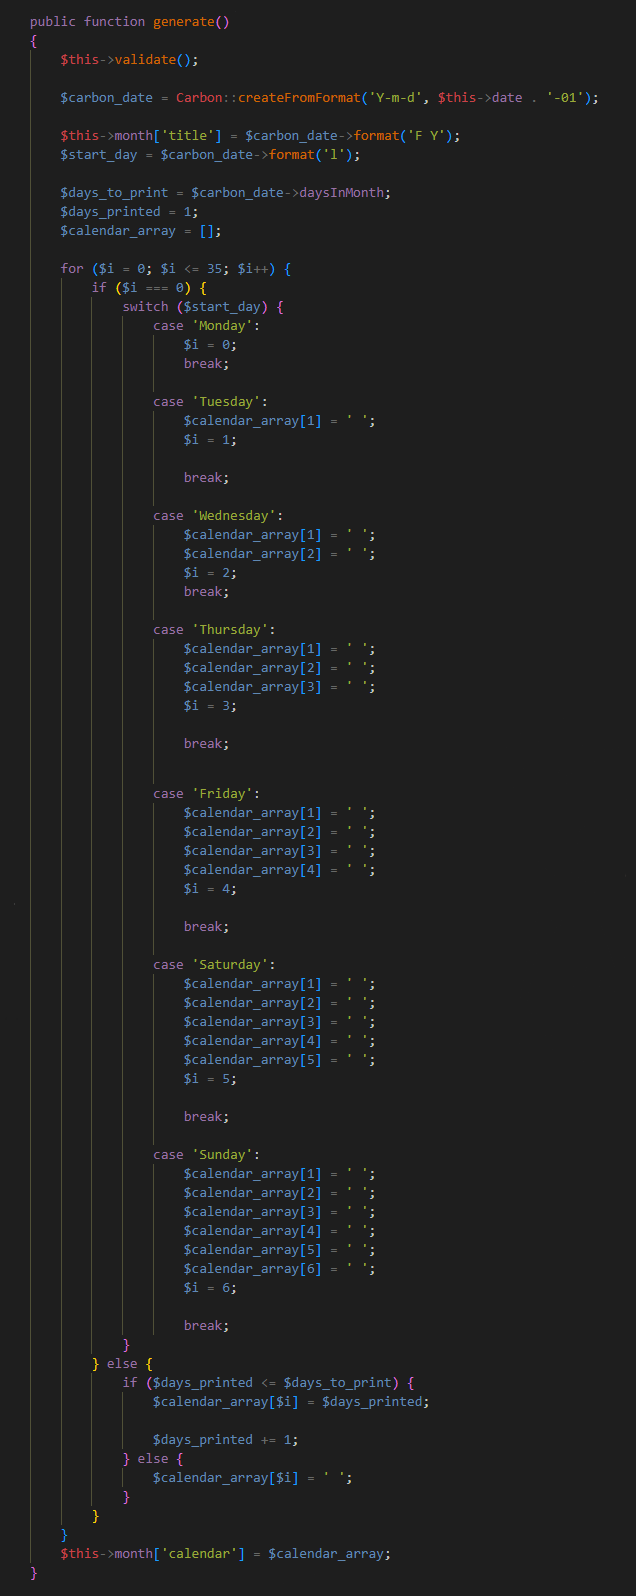 public function generate()
{
    $this->validate();

    $carbon_date = Carbon::createFromFormat('Y-m-d', $this->date . '-01');

    $this->month['title'] = $carbon_date->format('F Y');
    $start_day = $carbon_date->format('l');

    $days_to_print = $carbon_date->daysInMonth;
    $days_printed = 1;
    $calendar_array = [];

    for ($i = 0; $i <= 35; $i++) {
        if ($i === 0) {
            switch ($start_day) {
                case 'Monday':
                    $i = 0;
                    break;

                case 'Tuesday':
                    $calendar_array[1] = ' ';
                    $i = 1;

                    break;

                case 'Wednesday':
                    $calendar_array[1] = ' ';
                    $calendar_array[2] = ' ';
                    $i = 2;
                    break;

                case 'Thursday':
                    $calendar_array[1] = ' ';
                    $calendar_array[2] = ' ';
                    $calendar_array[3] = ' ';
                    $i = 3;

                    break;


                case 'Friday':
                    $calendar_array[1] = ' ';
                    $calendar_array[2] = ' ';
                    $calendar_array[3] = ' ';
                    $calendar_array[4] = ' ';
                    $i = 4;

                    break;

                case 'Saturday':
                    $calendar_array[1] = ' ';
                    $calendar_array[2] = ' ';
                    $calendar_array[3] = ' ';
                    $calendar_array[4] = ' ';
                    $calendar_array[5] = ' ';
                    $i = 5;

                    break;

                case 'Sunday':
                    $calendar_array[1] = ' ';
                    $calendar_array[2] = ' ';
                    $calendar_array[3] = ' ';
                    $calendar_array[4] = ' ';
                    $calendar_array[5] = ' ';
                    $calendar_array[6] = ' ';
                    $i = 6;

                    break;
            }
        } else {
            if ($days_printed <= $days_to_print) {
                $calendar_array[$i] = $days_printed;

                $days_printed += 1;
            } else {
                $calendar_array[$i] = ' ';
            }
        }
    }
    $this->month['calendar'] = $calendar_array;
}